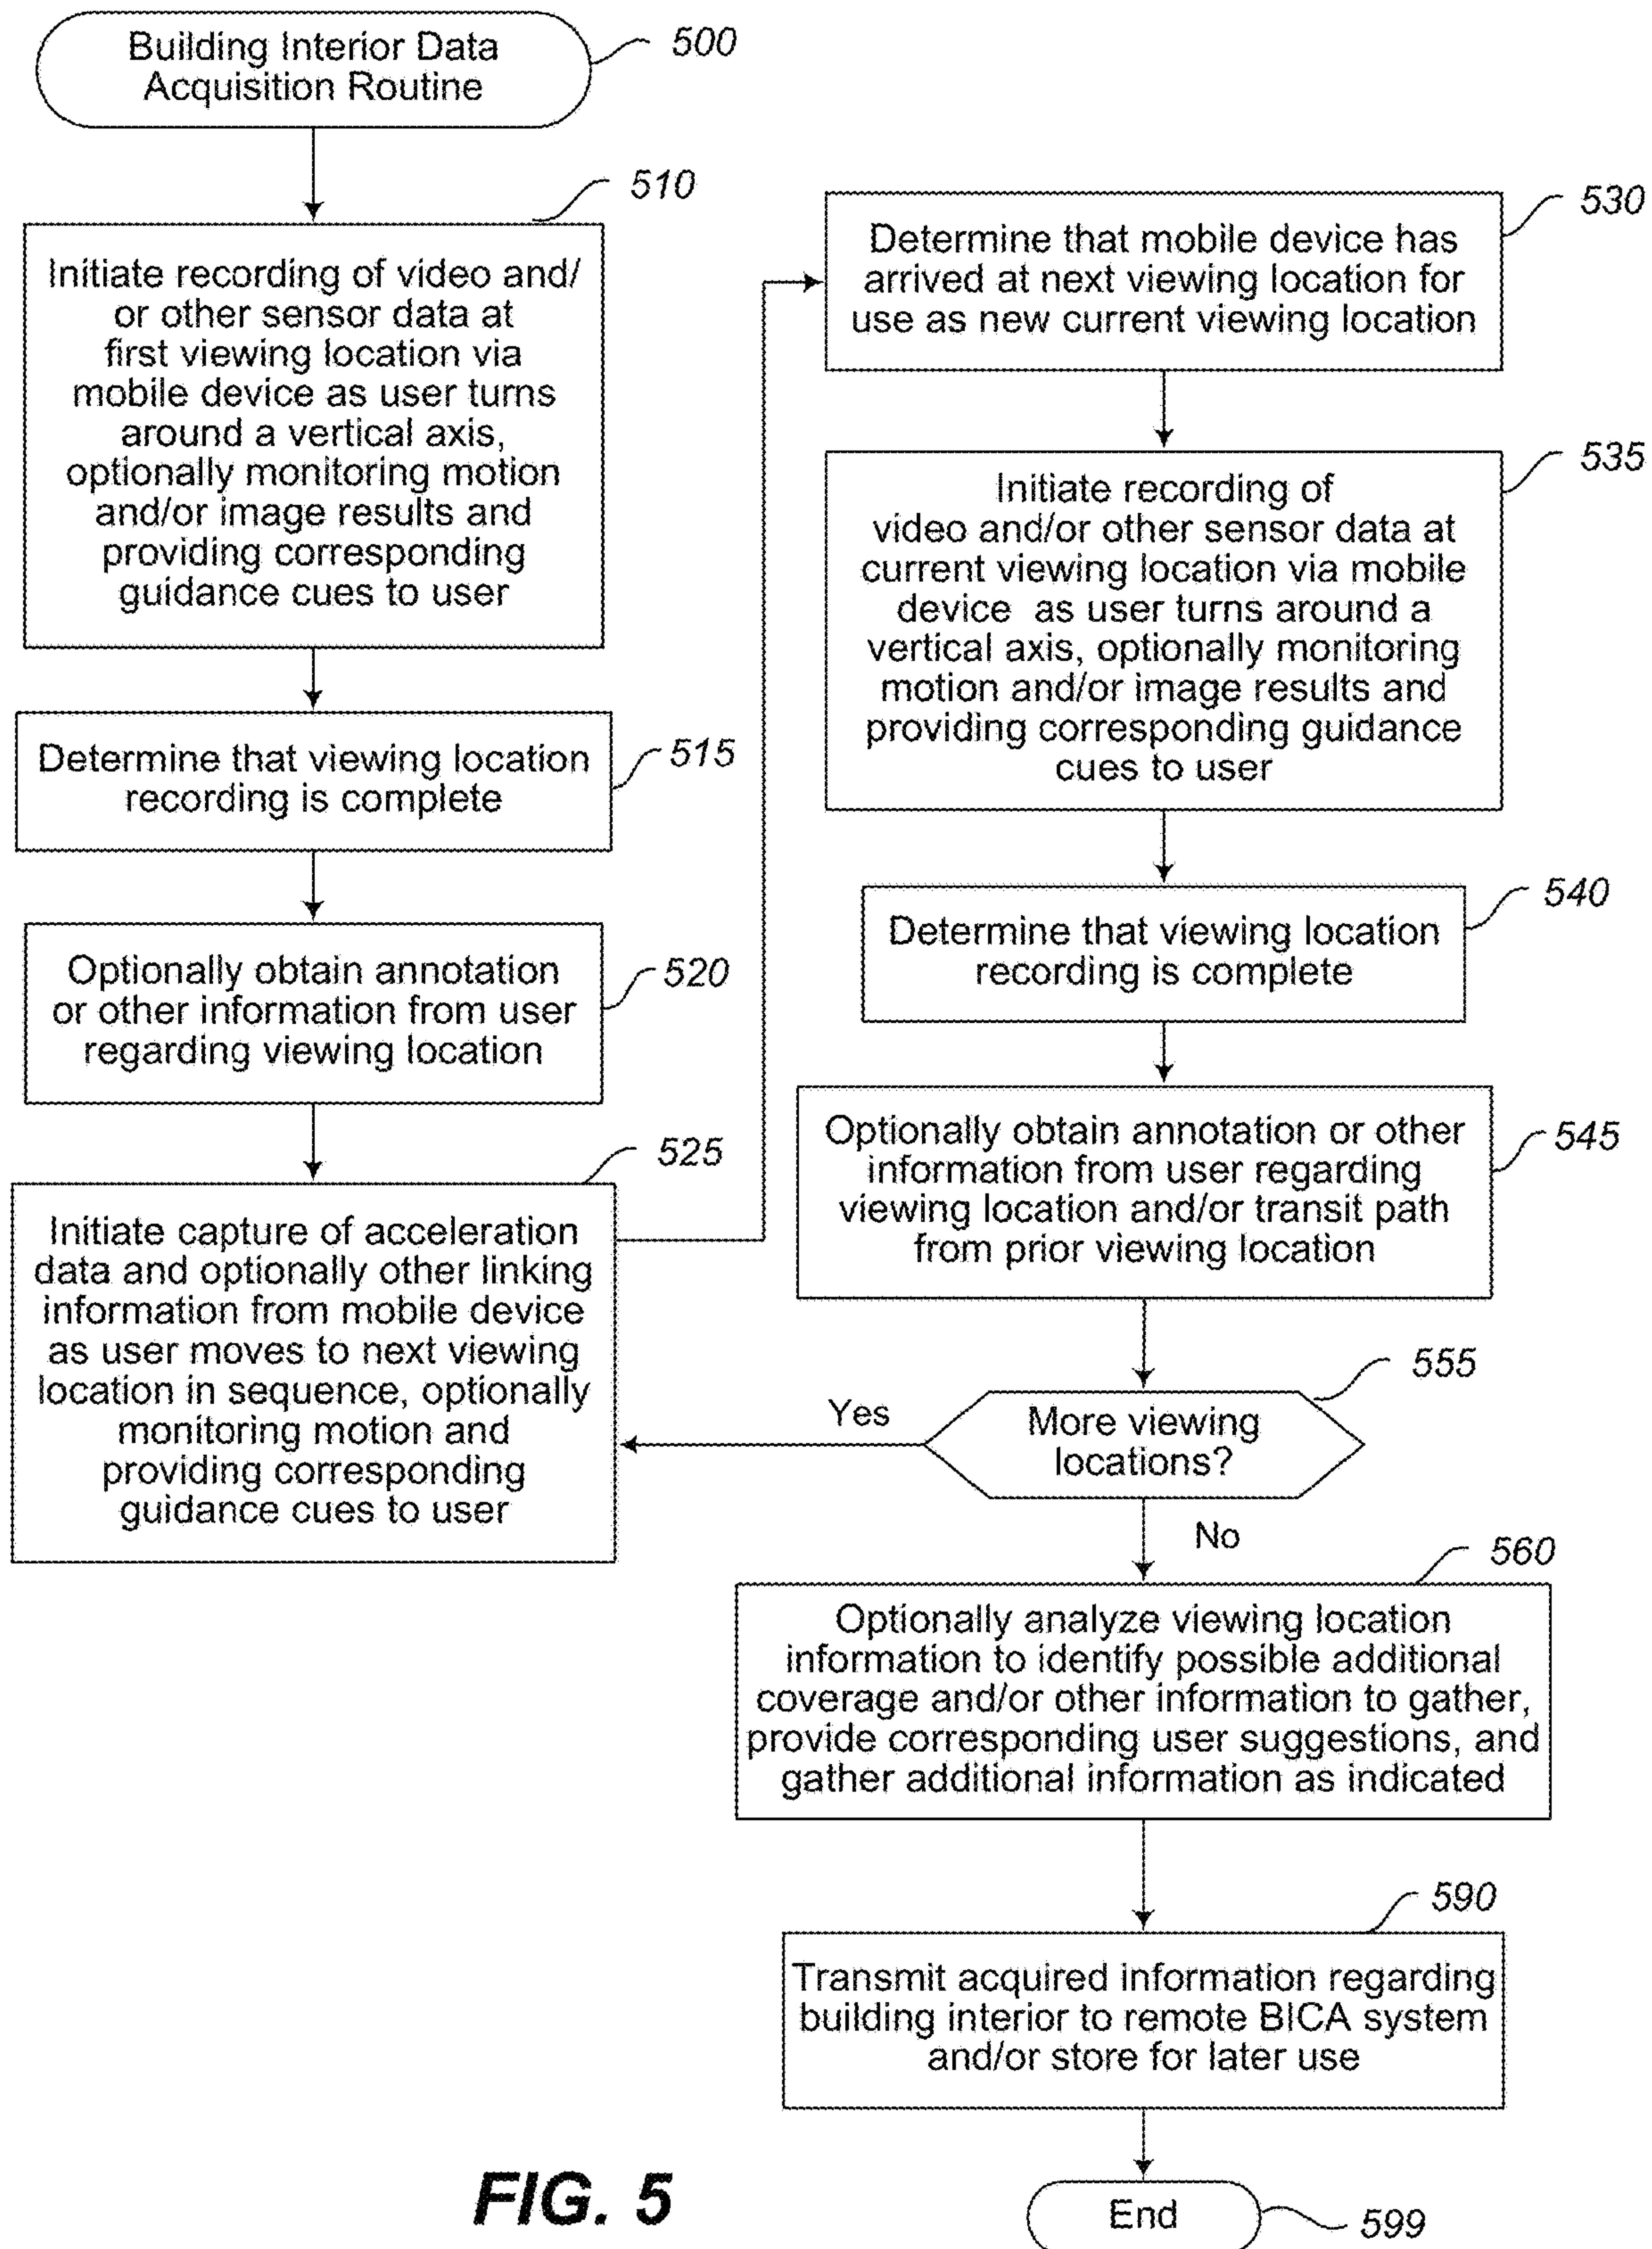 Building Interior Data
Acquisition Routine
500
510
Initiate recording of video and/
or other sensor data at
first viewing location via
mobile device as user turns
around a vertical axis,
optionally monitoring motion
and/or image results and
providing corresponding
guidance cues to user
Determine that viewing location
recording is complete
515
Optionally obtain annotation
or other information from user
regarding viewing location
520
525
Initiate capture of acceleration
data and optionally other linking
information from mobile device
as user moves to next viewing
location in sequence, optionally
monitoring motion and
providing corresponding
guidance cues to user
530
Determine that mobile device has
arrived at next viewing location for
use as new current viewing location
535
Initiate recording of
video and/or other sensor data at
current viewing location via mobile
device as user turns around a
vertical axis, optionally monitoring
motion and/or image results and
providing corresponding guidance
cues to user
540
Determine that viewing location
recording is complete
545
Optionally obtain annotation or other
information from user regarding
viewing location and/or transit path
from prior viewing location
555
More viewing
locations?
Yes
No
560
Optionally analyze viewing location
information to identify possible additional
coverage and/or other information to gather,
provide corresponding user suggestions, and
gather additional information as indicated
590
Transmit acquired information regarding
building interior to remote BICA system
and/or store for later use
End
599
FIG. 5